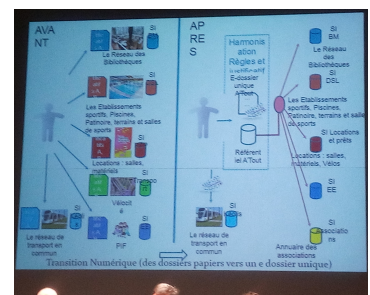 AVA
NT
SI
BM
Le Réseau des
Bibliothèques
SI
Les Etablissements
sportifs, Piscines,
Patinoire, terrains et salles
de sports
SI
Locations : salles,
matériels
SI
Vélocit
é
SI
PIF
SI
Le réseau de
transport en
commun
AP
RE
S
Harmonis
ation
Règles et
E-dossier
unique
A'Tout
Référent
iel A'Tout
SI
Le réseau de
transport en
commun
SI
BM
Le Réseau
des
Bibliothèques
SI
DSL
Les Etablissements
sportifs, Piscines,
Patinoire, terrains et salles
de sports
SI Locations
et prêts
Locations : salles,
matériels, Vélos
SI
EE
SI
Associatio
ns
Annuaire des
associations
Transition Numérique (des dossiers papiers vers un e dossier unique)